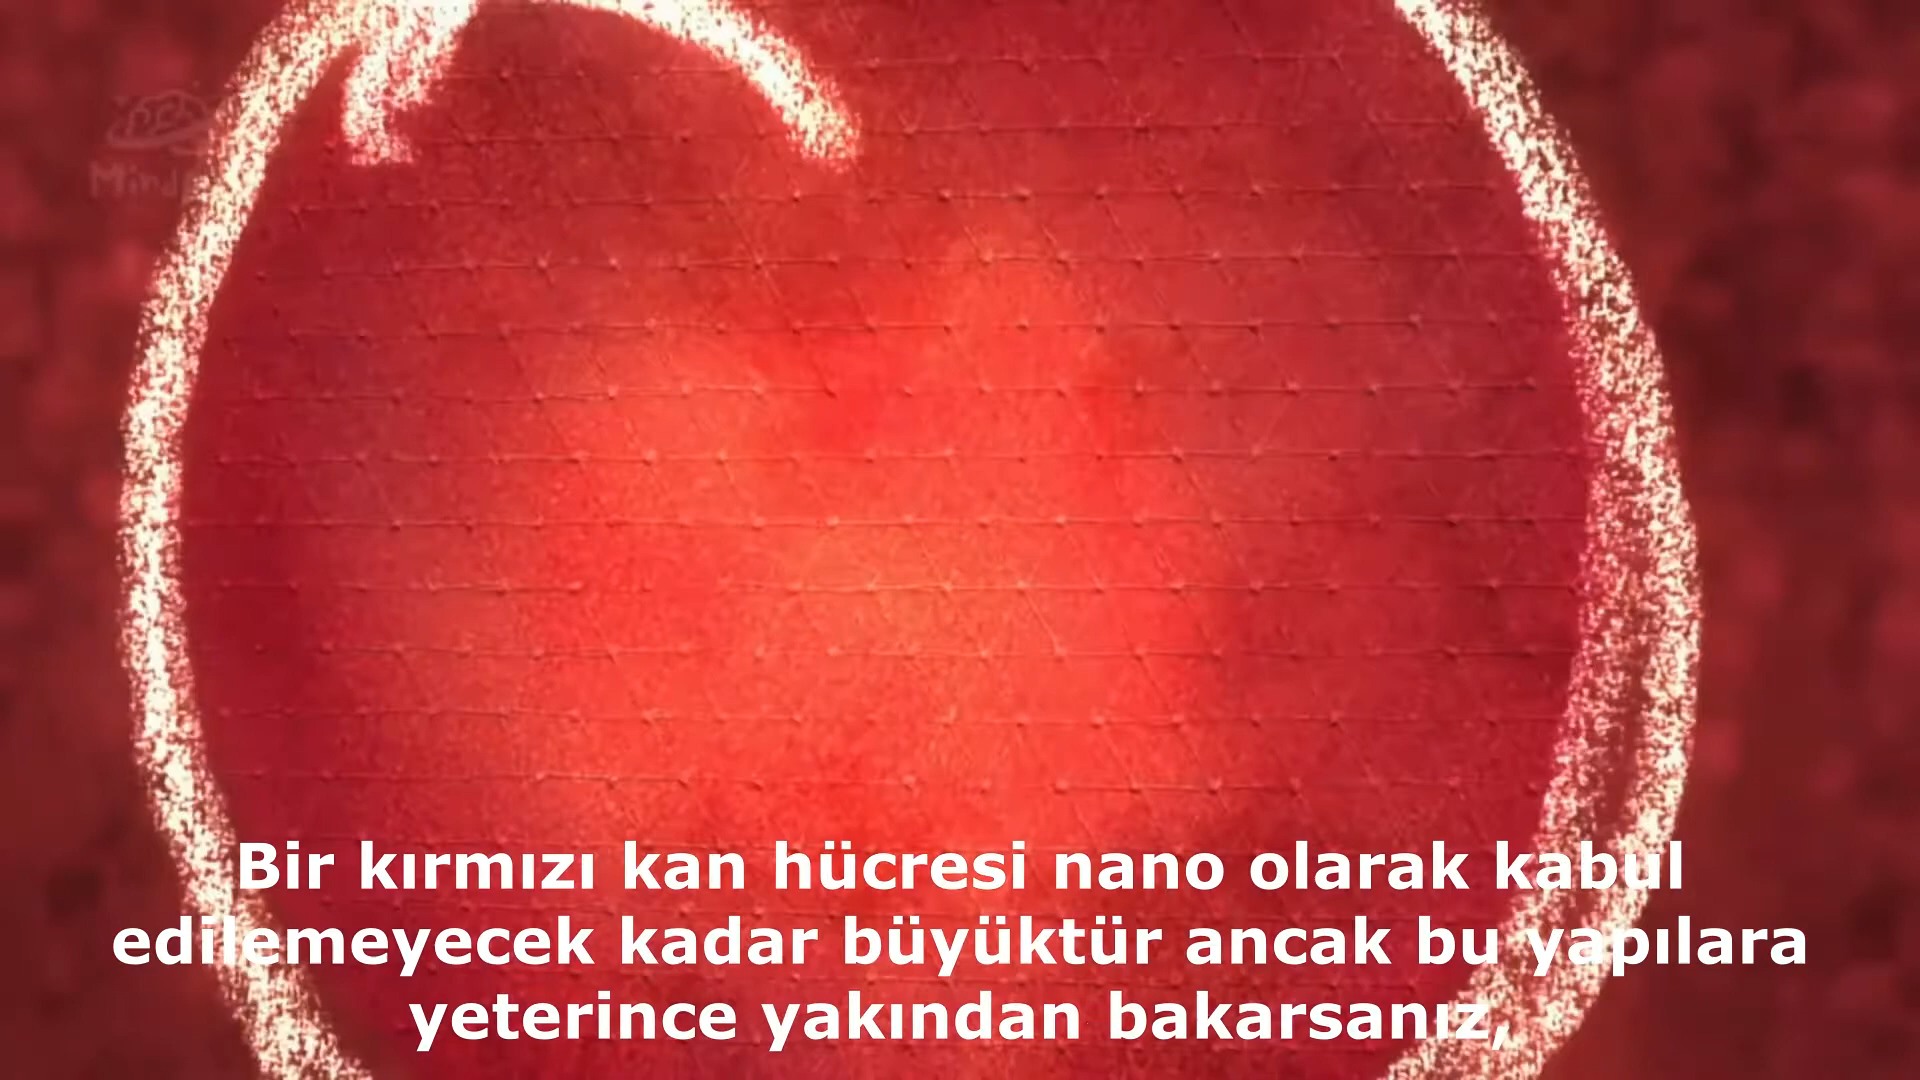 Bir kırmızı kan hücresi nano olarak kabul
edilemeyecek kadar büyüktür ancak bu yapılara
yeterince yakından bakarsanız,